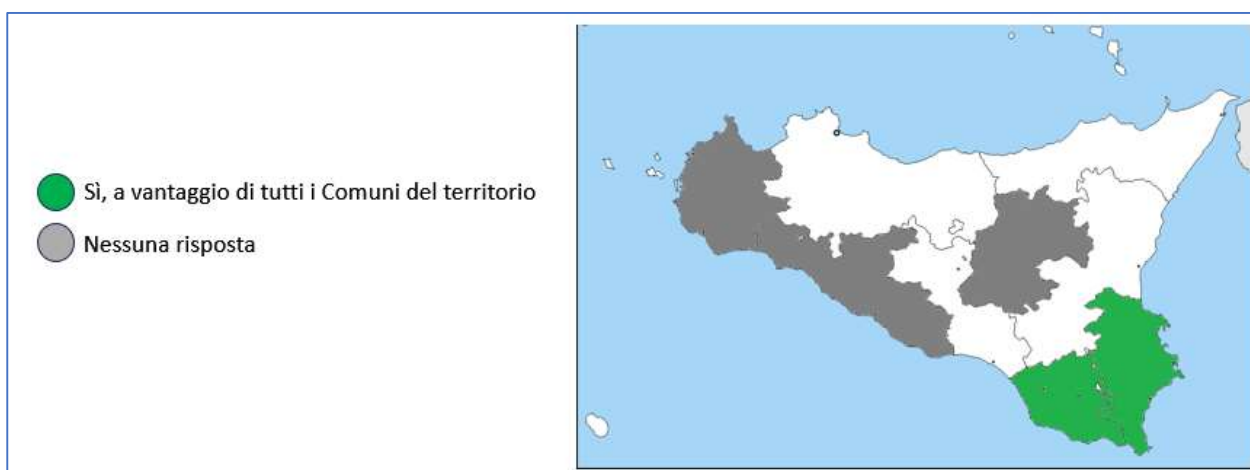 Sì, a vantaggio di tutti i Comuni del territorio
Nessuna risposta